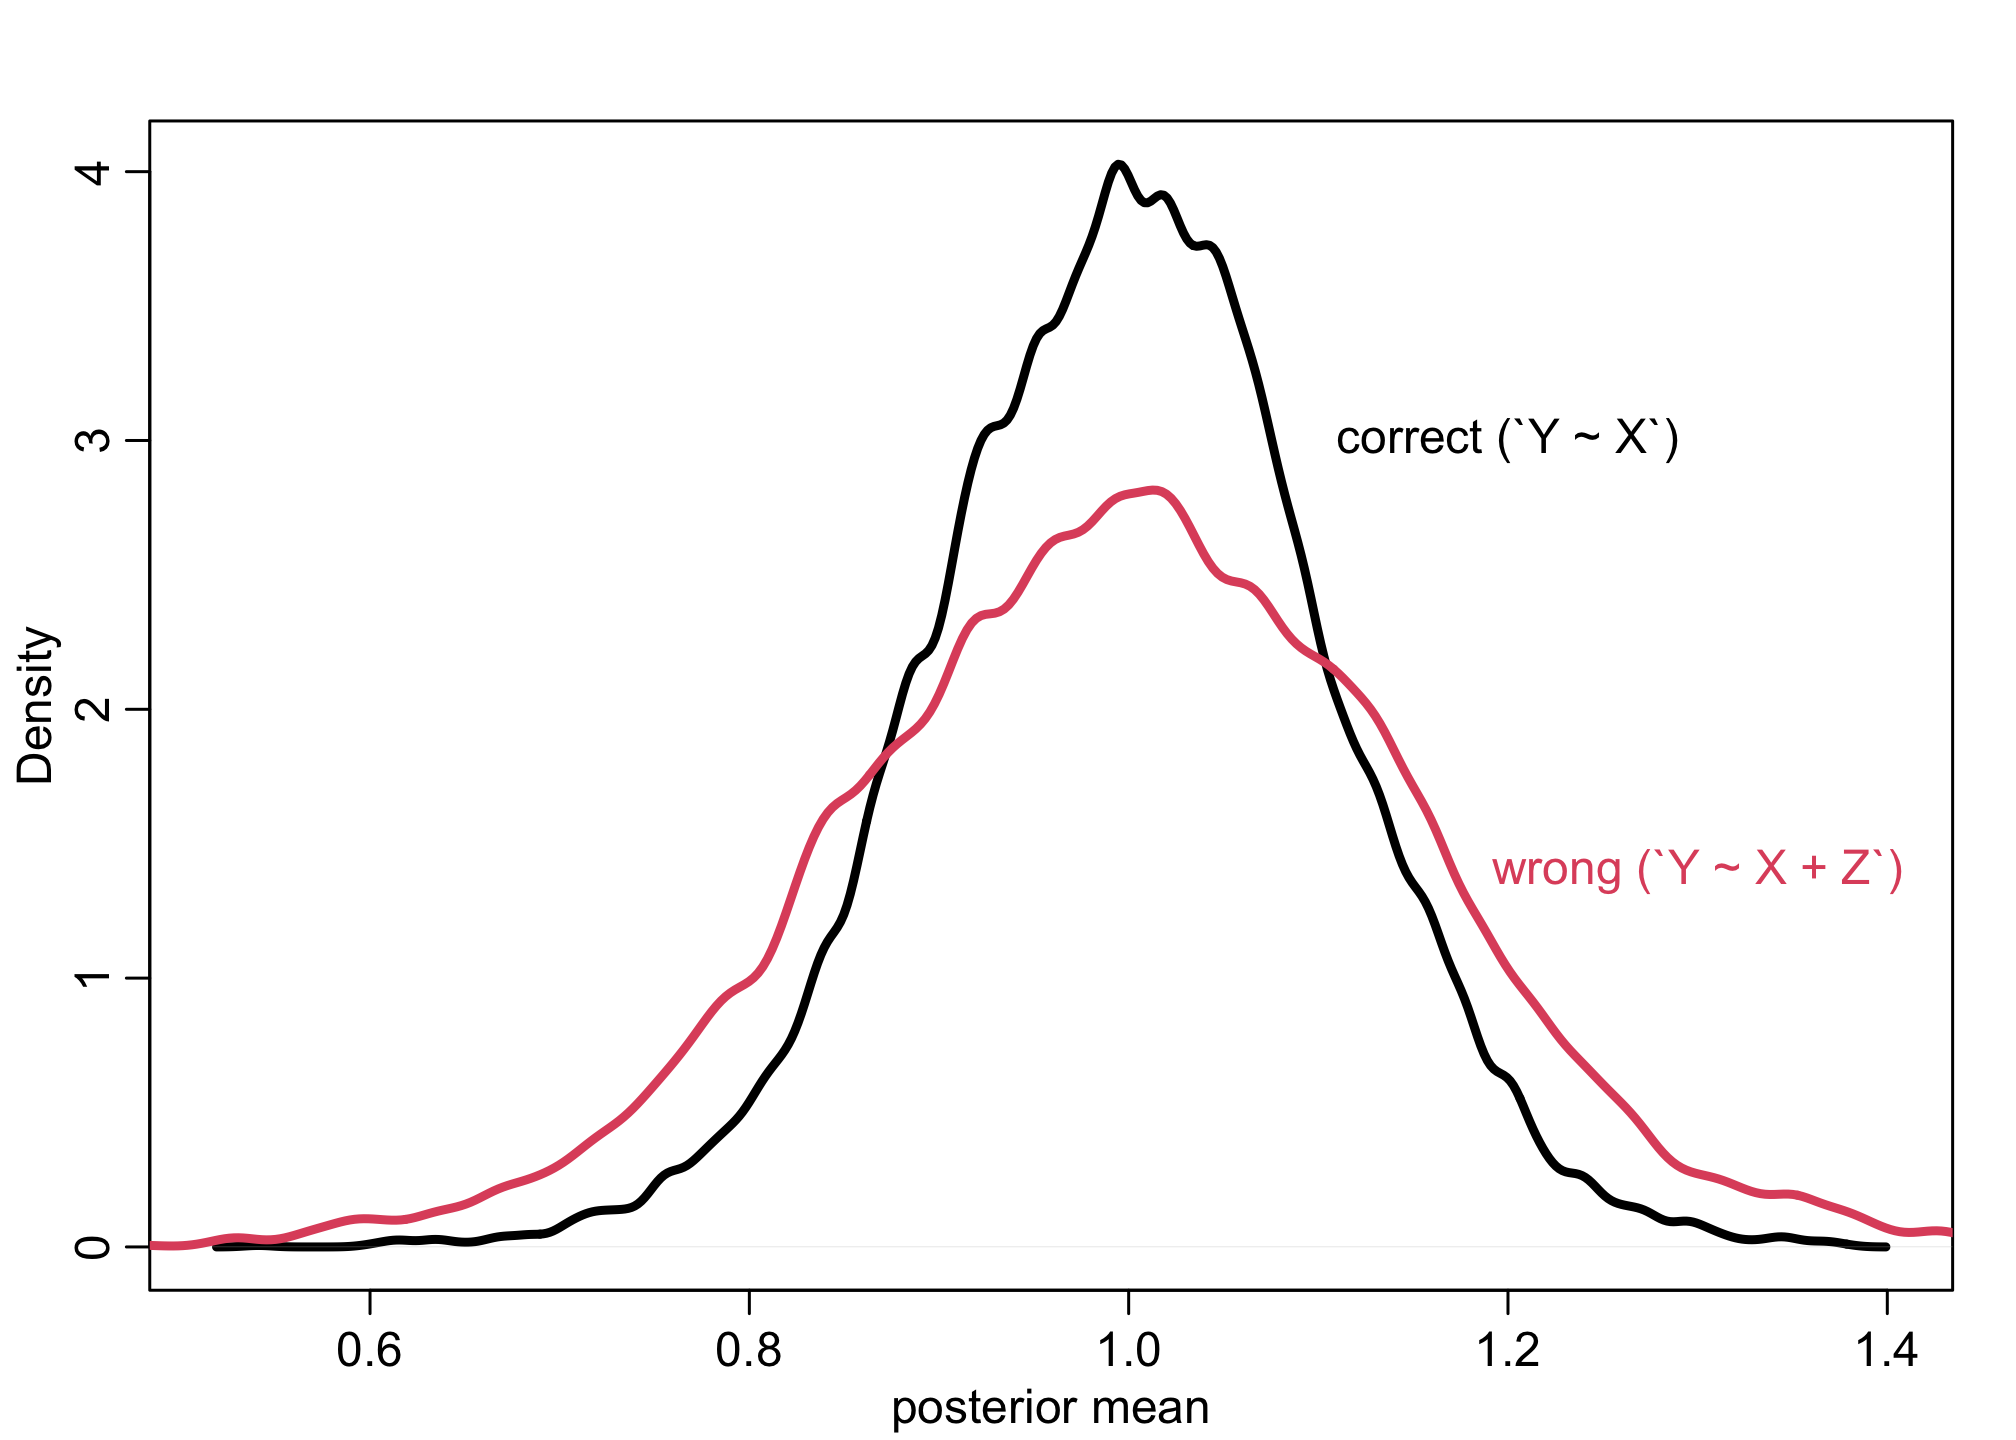 4
3
2
1
0
Density
correct (`Y ~ X`)
wrong (`Y ~ X + Z`)
0.6
0.8
1.0
1.2
1.4
posterior mean